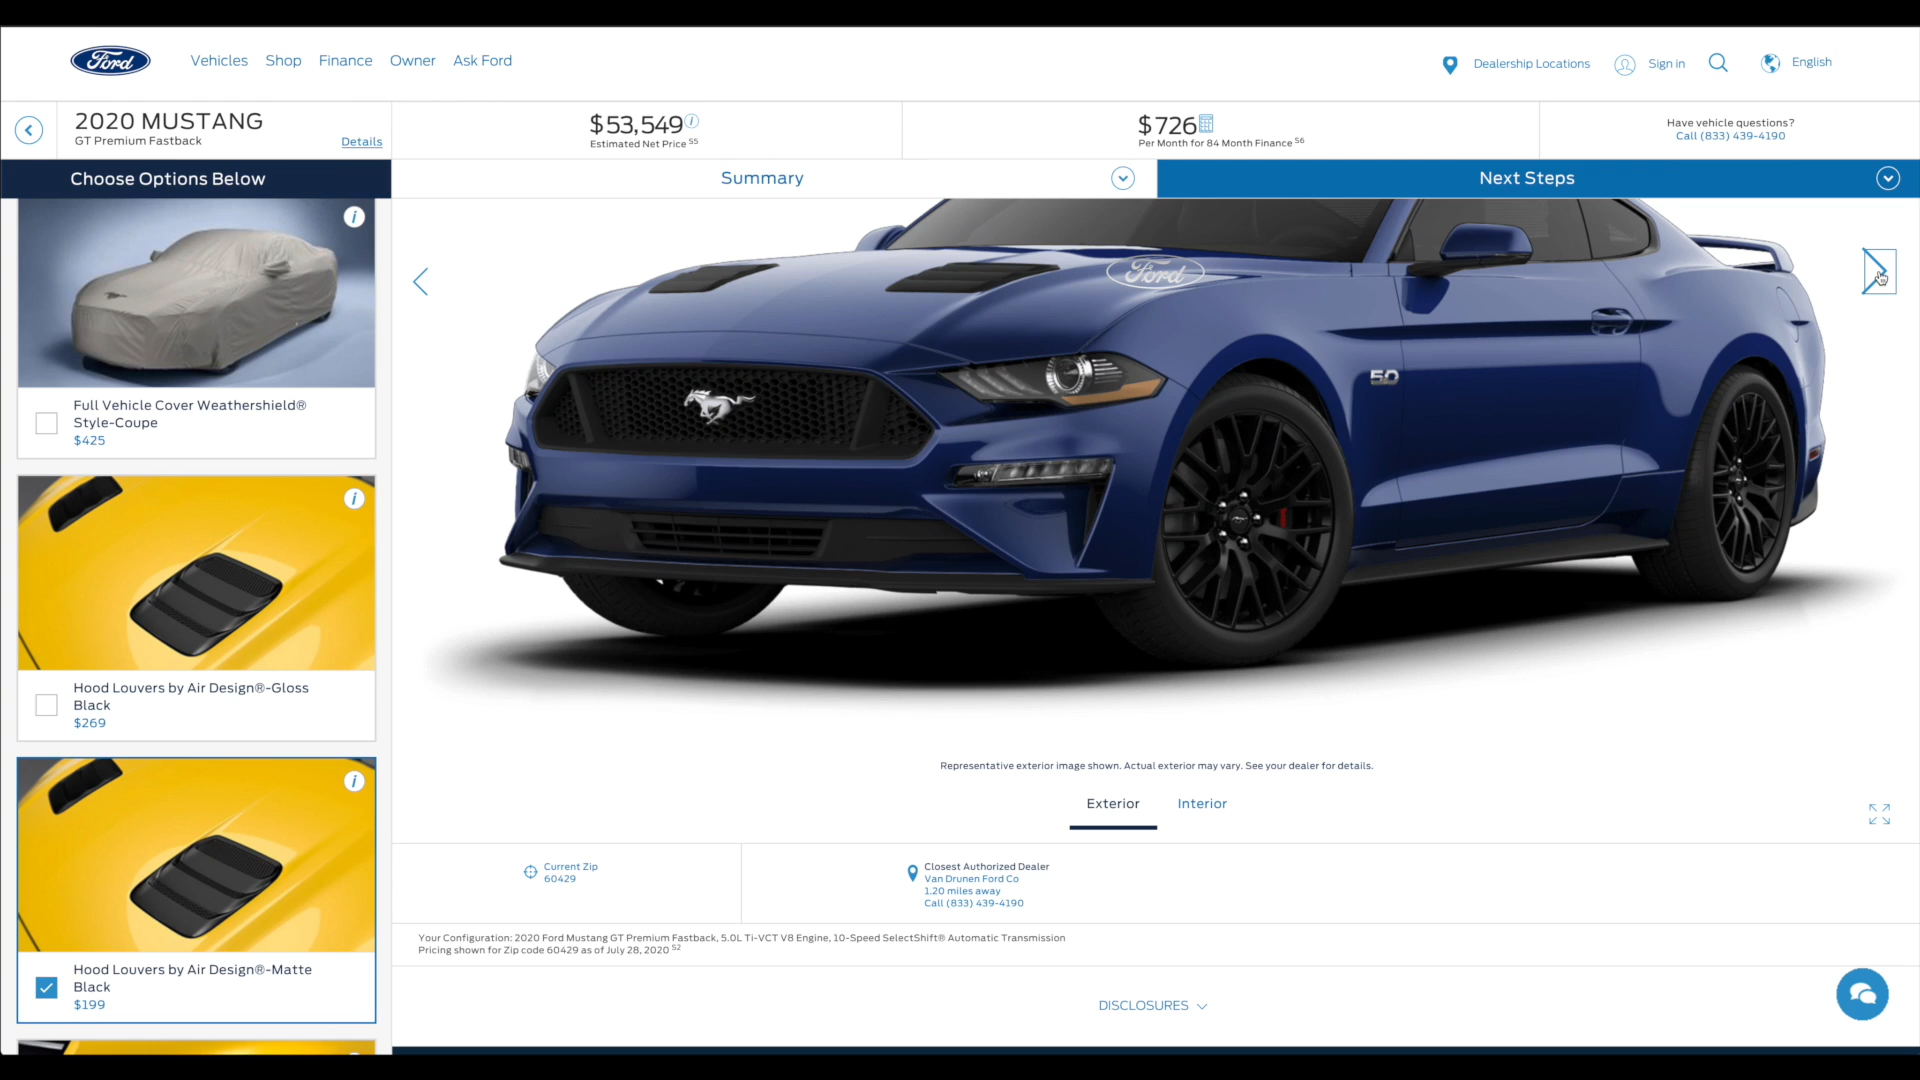 Ford
Vehicles Shop Finance Owner Ask Ford
Dealership Locations
Sign in
English
2020 MUSTANG
GT Premium Fastback
Details
$53,549 i
Estimated Net Price S5
$726
Per Month for 84 Month Finance S6
Have vehicle questions?
Call (833) 439-4190
Choose Options Below
Summary
Next Steps
i
Full Vehicle Cover Weathershield®
Style-Coupe
$425
i
Hood Louvers by Air Design®-Gloss
Black
$269
i
Hood Louvers by Air Design®-Matte
Black
$199
Ford
5.0
Representative exterior image shown. Actual exterior may vary. See your dealer for details.
Exterior Interior
Current Zip
60429
Closest Authorized Dealer
Van Drunen Ford Co
1.20 miles away
Call (833) 439-4190
Your Configuration: 2020 Ford Mustang GT Premium Fastback, 5.0L Ti-VCT V8 Engine, 10-Speed SelectShift® Automatic Transmission
Pricing shown for Zip code 60429 as of July 28, 2020 S2
DISCLOSURES